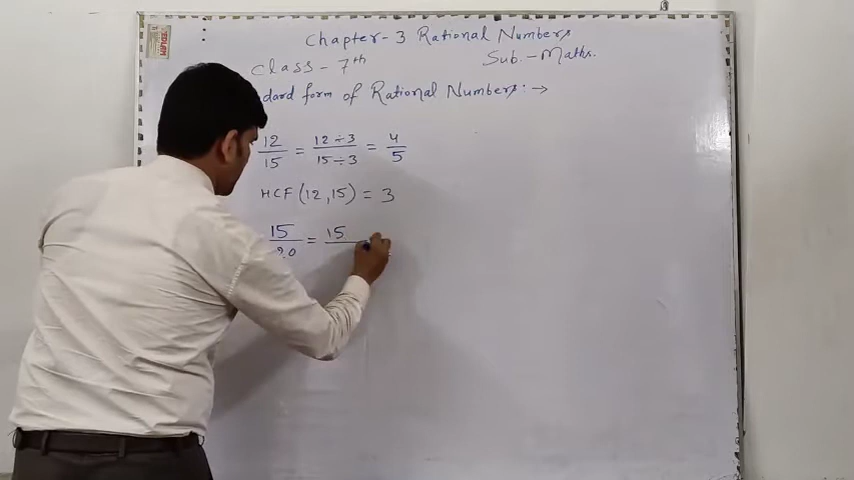 Chapter-3 Rational Numbers
Class-7th Sub.-Maths.
dard form of Rational Numbers:→
12/15 = 12÷3/15÷3 = 4/5
HCF (12,15) = 3
15/20 = 15